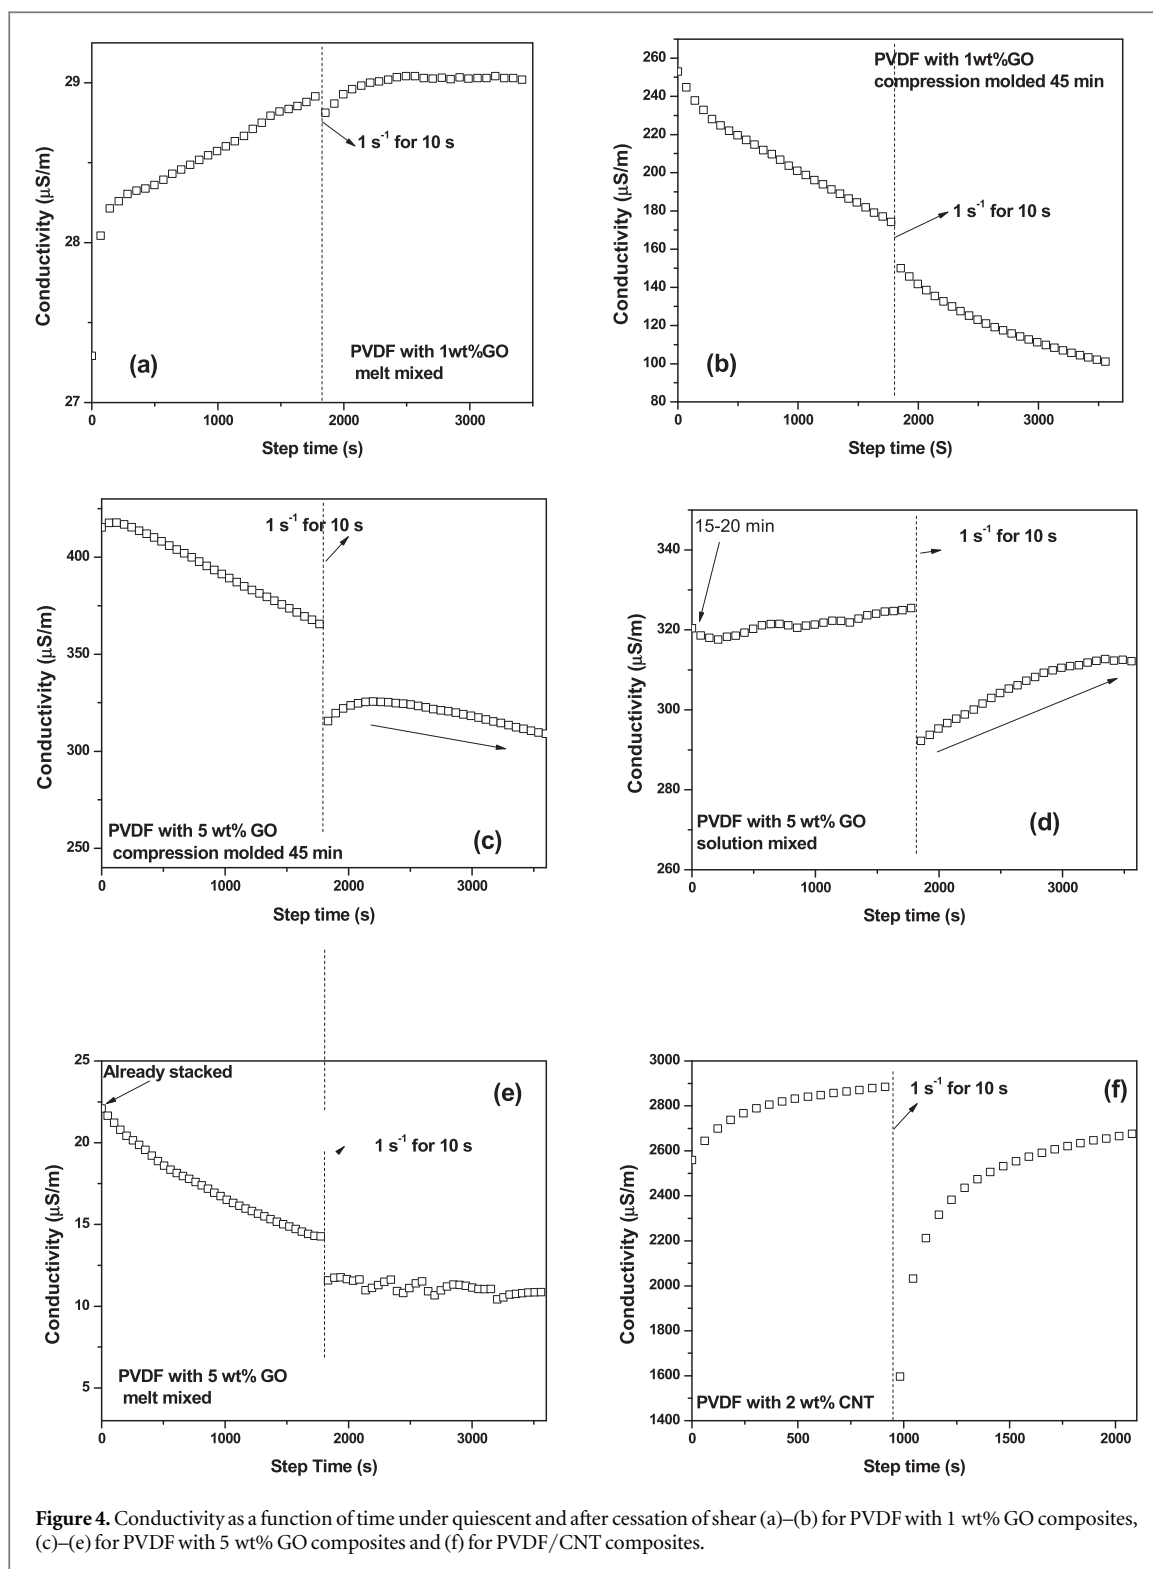 29
28
27
Conductivity (μS/m)
1 s-1 for 10 s
(a)
PVDF with 1wt%GO
melt mixed
0
1000
2000
3000
Step time (s)
260
240
220
200
180
160
140
120
100
80
Conductivity (μS/m)
PVDF with 1wt%GO
compression molded 45 min
1 s-1 for 10 s
(b)
0
1000
2000
3000
Step time (S)
400
350
300
250
Conductivity (μS/m)
1 s-1 for 10 s
PVDF with 5 wt% GO
compression molded 45 min
(c)
0
1000
2000
3000
Step time (s)
340
320
300
280
260
Conductivity (μS/m)
15-20 min
1 s-1 for 10 s
PVDF with 5 wt% GO
solution mixed
(d)
0
1000
2000
3000
Step time (s)
25
20
15
10
5
Conductivity (μS/m)
Already stacked
(e)
1 s-1 for 10 s
PVDF with 5 wt% GO
melt mixed
0
1000
2000
3000
Step Time (s)
3000
2800
2600
2400
2200
2000
1800
1600
1400
Conductivity (μS/m)
1 s-1 for 10 s
(f)
PVDF with 2 wt% CNT
0
500
1000
1500
2000
Step time (s)
Figure 4. Conductivity as a function of time under quiescent and after cessation of shear (a)–(b) for PVDF with 1 wt% GO composites,
(c)–(e) for PVDF with 5 wt% GO composites and (f) for PVDF/CNT composites.